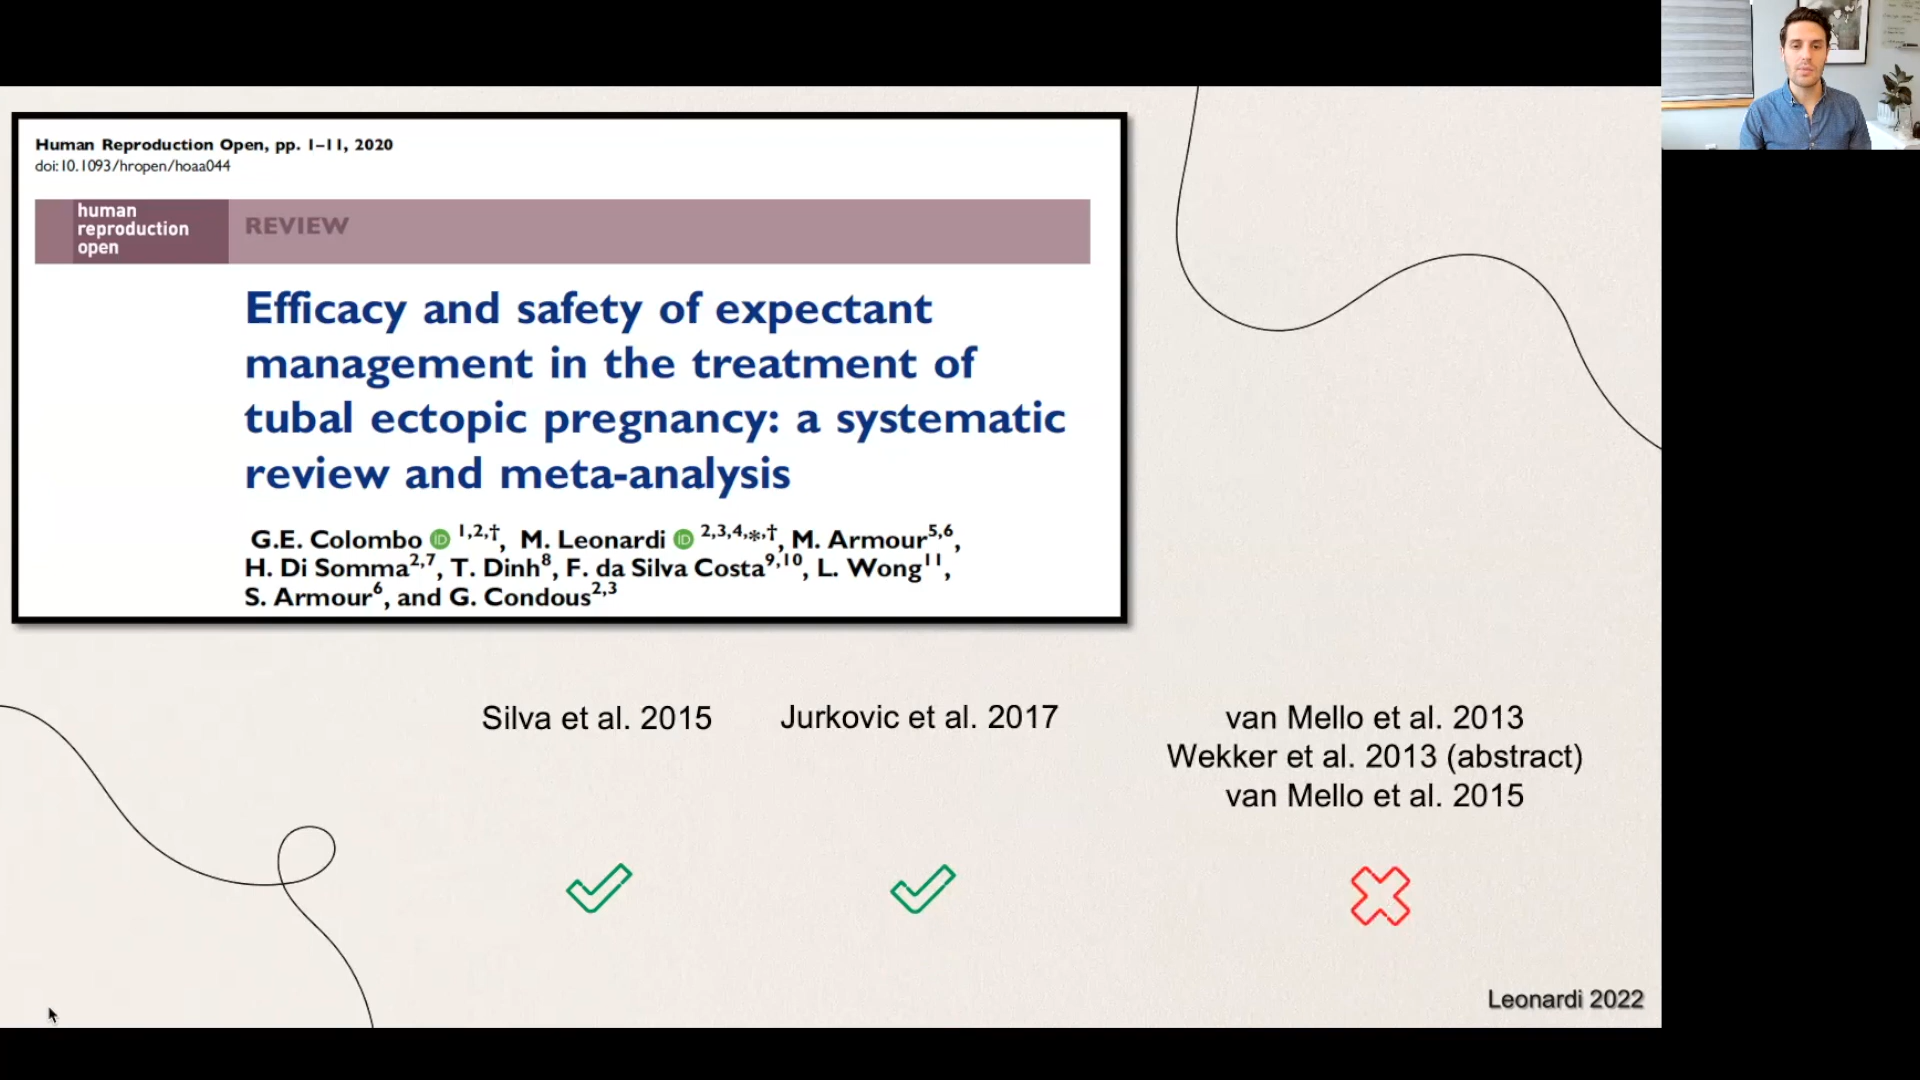 Human Reproduction Open, pp. 1–11, 2020
doi:10.1093/hropen/hoaa044
human
reproduction
open
REVIEW
Efficacy and safety of expectant
management in the treatment of
tubal ectopic pregnancy: a systematic
review and meta-analysis
G.E. Colombo iD 1,2,†, M. Leonardi iD 2,3,4,*,†, M. Armour5,6,
H. Di Somma2,7, T. Dinh8, F. da Silva Costa9,10, L. Wong11,
S. Armour6, and G. Condous2,3
Silva et al. 2015
Jurkovic et al. 2017
van Mello et al. 2013
Wekker et al. 2013 (abstract)
van Mello et al. 2015
Leonardi 2022